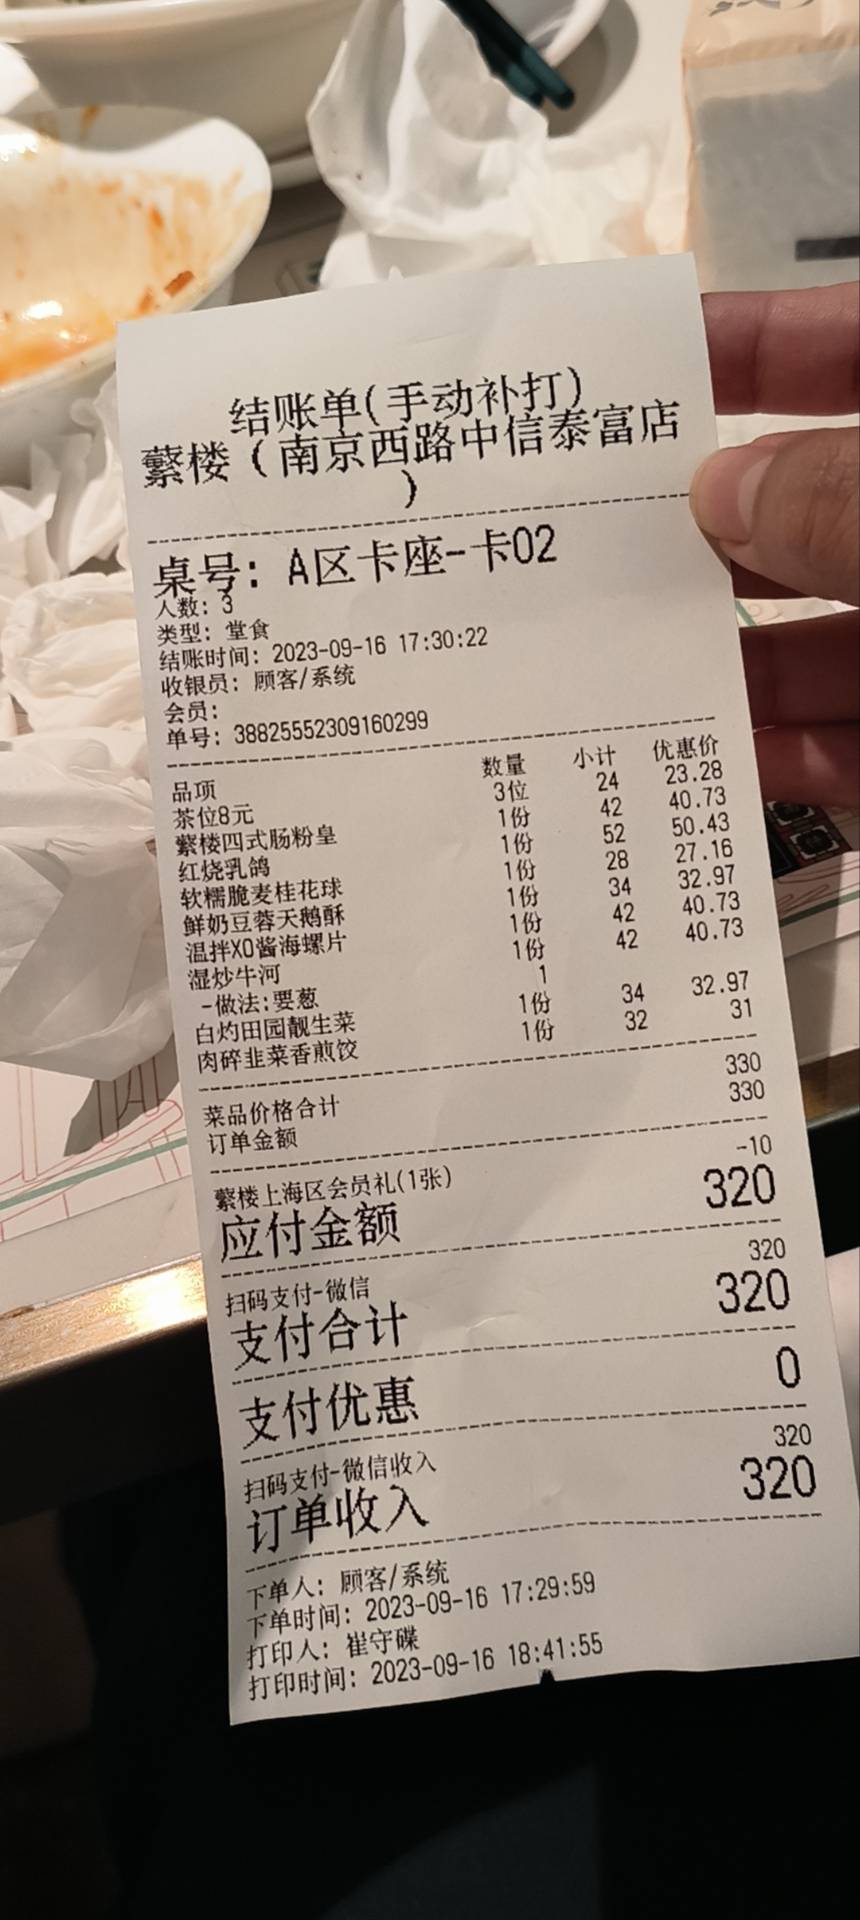 结账单(手动补打)
蘩楼(南京西路中信泰富店
)
桌号: A区卡座-卡02
人数: 3
类型: 堂食
结账时间: 2023-09-16 17:30:22
收银员: 顾客/系统
会员:
单号: 38825552309160299
品项 数量 小计 优惠价
茶位8元 3位 24 23.28
蘩楼四式肠粉皇 1份 42 40.73
红烧乳鸽 1份 52 50.43
软糯脆麦桂花球 1份 28 27.16
鲜奶豆蓉天鹅酥 1份 34 32.97
温拌XO酱海螺片 1份 42 40.73
湿炒牛河 1份 42 40.73
-做法:要葱 1
白灼田园靓生菜 1份 34 32.97
肉碎韭菜香煎饺 1份 32 31
菜品价格合计 330
订单金额 330
蘩楼上海区会员礼(1张) -10
应付金额 320
扫码支付-微信 320
支付合计 320
支付优惠 0
扫码支付-微信收入 320
订单收入 320
下单人: 顾客/系统
下单时间: 2023-09-16 17:29:59
打印人: 崔守碟
打印时间: 2023-09-16 18:41:55